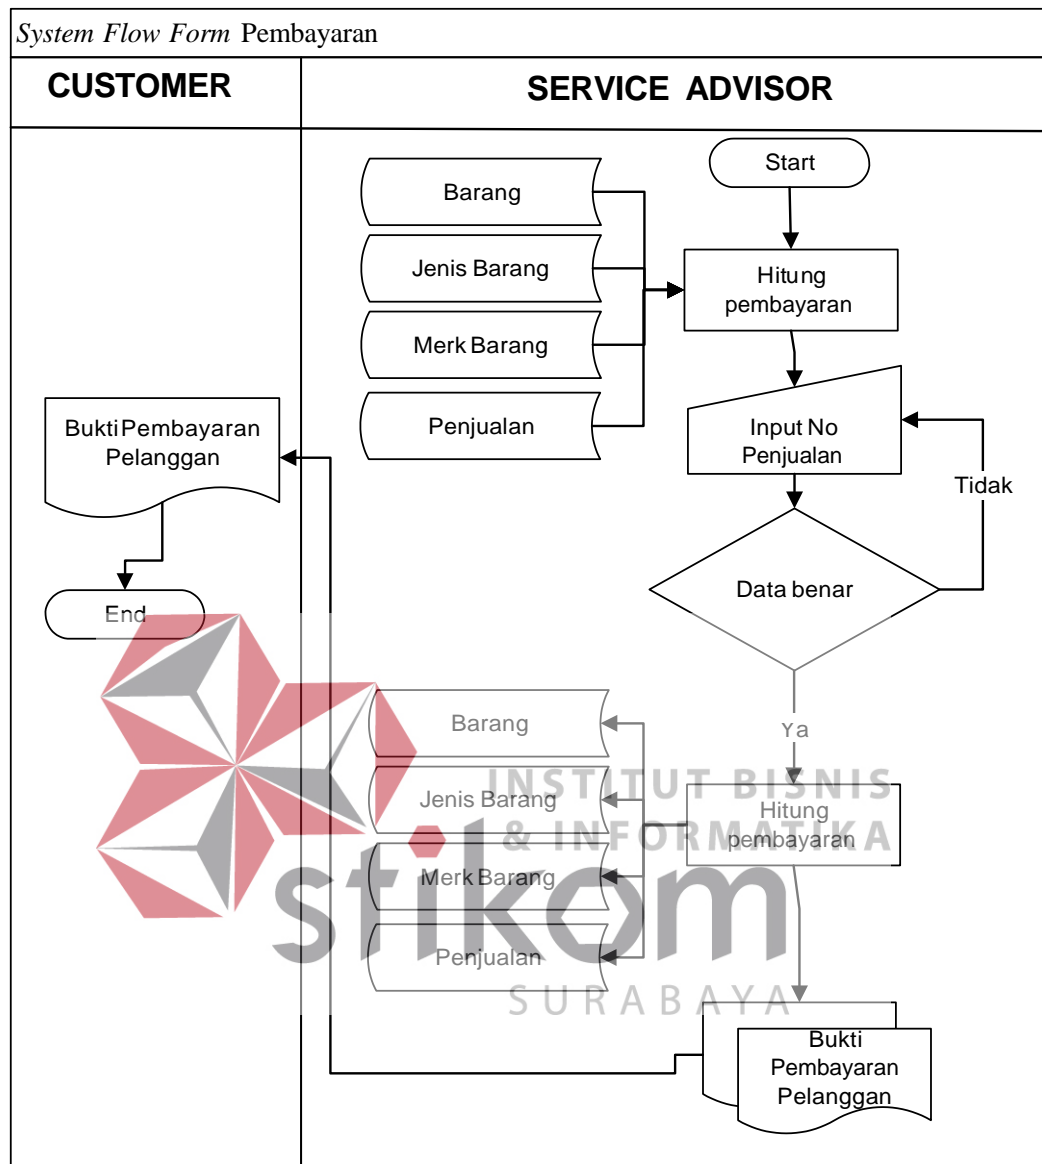 System Flow Form Pembayaran
CUSTOMER
SERVICE ADVISOR
Start
Barang
Jenis Barang
Merk Barang
Penjualan
Hitung
pembayaran
Input No
Penjualan
Tidak
Data benar
Ya
Bukti Pembayaran
Pelanggan
End
Barang
Jenis Barang
Merk Barang
Penjualan
Hitung
pembayaran
INSTITUT BISNIS
& INFORMATIKA
stikom
SURABAYA
Bukti
Pembayaran
Pelanggan